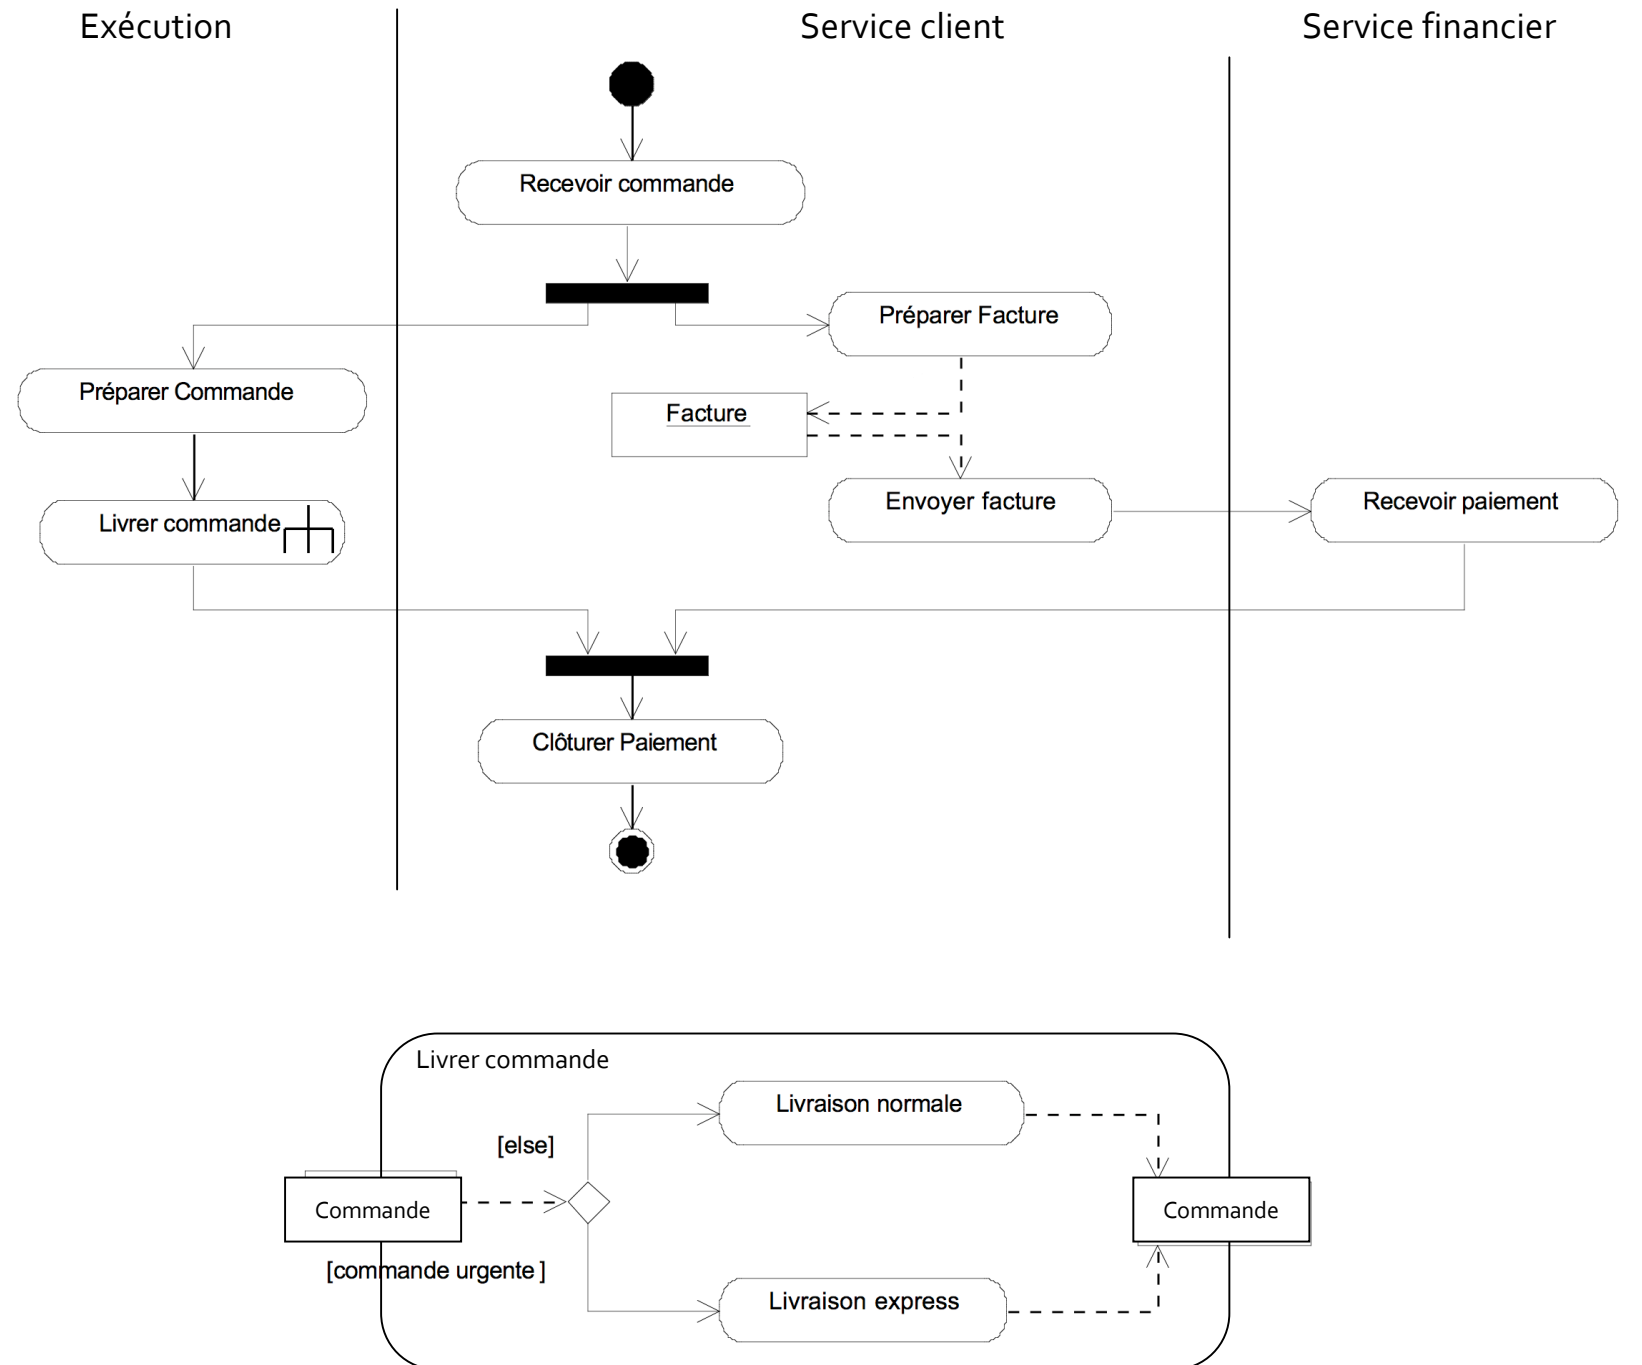 Exécution
Service client
Service financier
Recevoir commande
Préparer Facture
Préparer Commande
Facture
Livrer commande
Envoyer facture
Recevoir paiement
Clôturer Paiement
Livrer commande
Livraison normale
[else]
Commande
Commande
[commande urgente ]
Livraison express